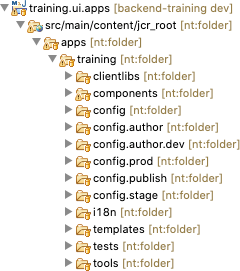 training.ui.apps [backend-training dev]
src/main/content/jcr_root [nt:folder]
apps [nt:folder]
training [nt:folder]
clientlibs [nt:folder]
components [nt:folder]
config [nt:folder]
config.author [nt:folder]
config.author.dev [nt:folder]
config.prod [nt:folder]
config.publish [nt:folder]
config.stage [nt:folder]
i18n [nt:folder]
templates [nt:folder]
tests [nt:folder]
tools [nt:folder]